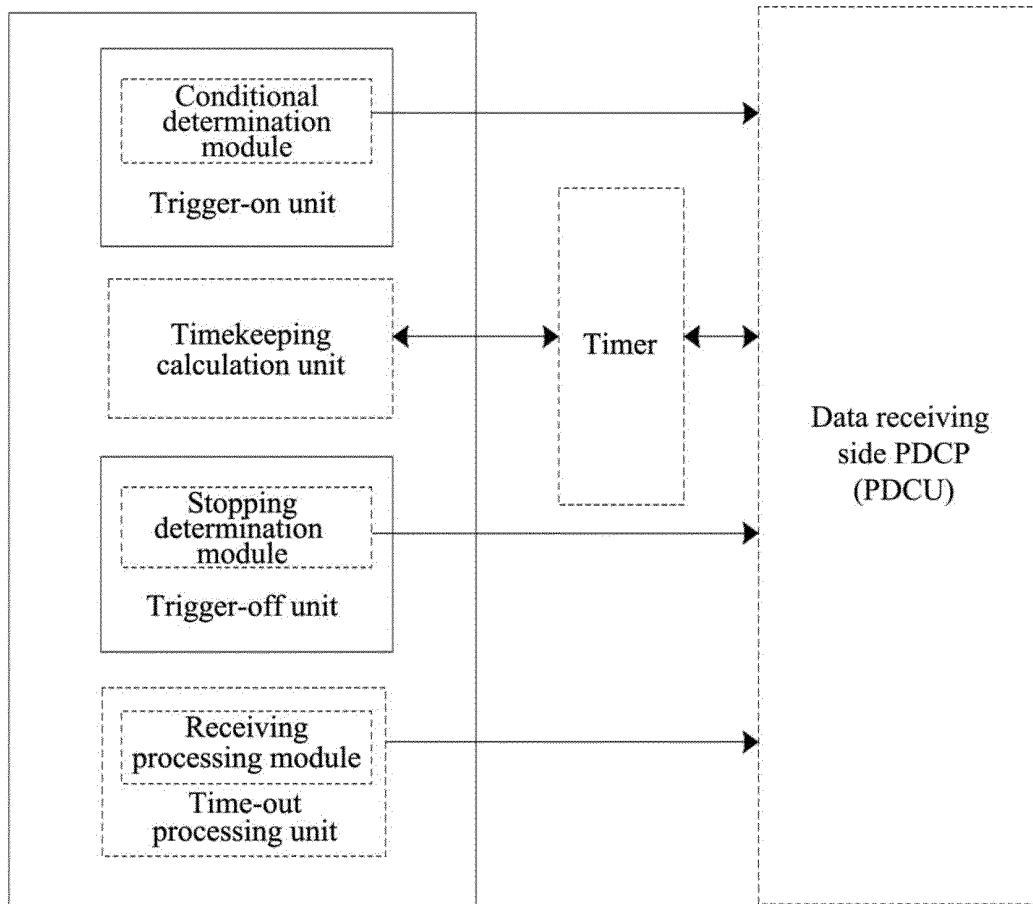 Conditional
determination
module
Trigger-on unit
Timekeeping
calculation unit
Timer
Stopping
determination
module
Trigger-off unit
Receiving
processing module
Time-out
processing unit
Data receiving
side PDCP
(PDCU)